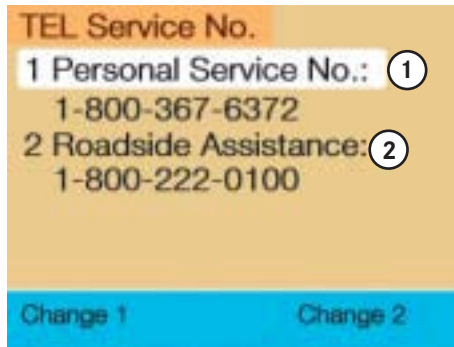 TEL Service No.
1 Personal Service No.: 1
1-800-367-6372
2 Roadside Assistance: 2
1-800-222-0100
Change 1 Change 2